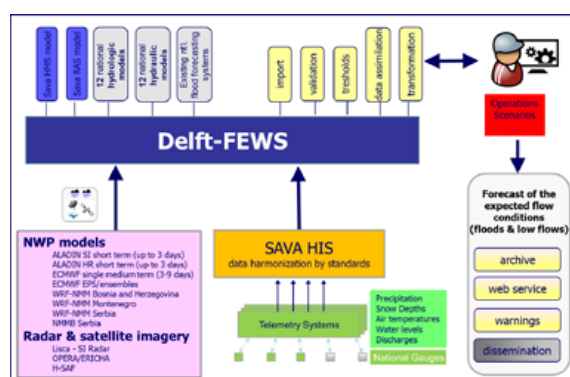 Sava HMS model
Sava RAS model
12 national
hydrologic
models
12 national
hydraulic
models
Existing nt'l
flood forecasting
systems
import
validation
tresholds
data assimilation
transformation
Delft-FEWS
Operations
Scenarios
...
NWP models
ALADIN SI short term (up to 3 days)
ALADIN HR short term (up to 3 days)
ECMWF single medium term (3-9 days)
ECMWF EPS/ensembles
WRF-NMM Bosnia and Herzegovina
WRF-NMM Montenegro
WRF-NMM Serbia
NMMB Serbia
Radar & satellite imagery
Lisca - SI Radar
OPERA/ERICHA
H-SAF
SAVA HIS
data harmonization by standards
Telemetry Systems
Precipitation
Snow Depths
Air temperatures
Water levels
Discharges
National Gauges
Forecast of the
expected flow
conditions
(floods & low flows)
archive
web service
warnings
dissemination